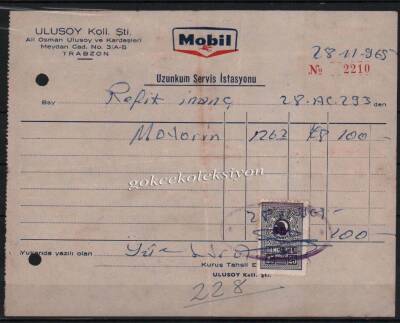 ULUSOY Koll. Şti.
Ali Osman Ulusoy ve Kardeşleri
Meydan Cad. No. 31A-B
TRABZON
Mobil
28-11-965
№ 2210
Uzunkum Servis İstasyonu
Bay Refik inanç 28.AC.293 den
Motorin 1262 100-
gokcekoleksiyon
100-
Yukarıda yazılı olan Yüz
Kuruş Tahsil E
ULUSOY Koll. Şti.
228